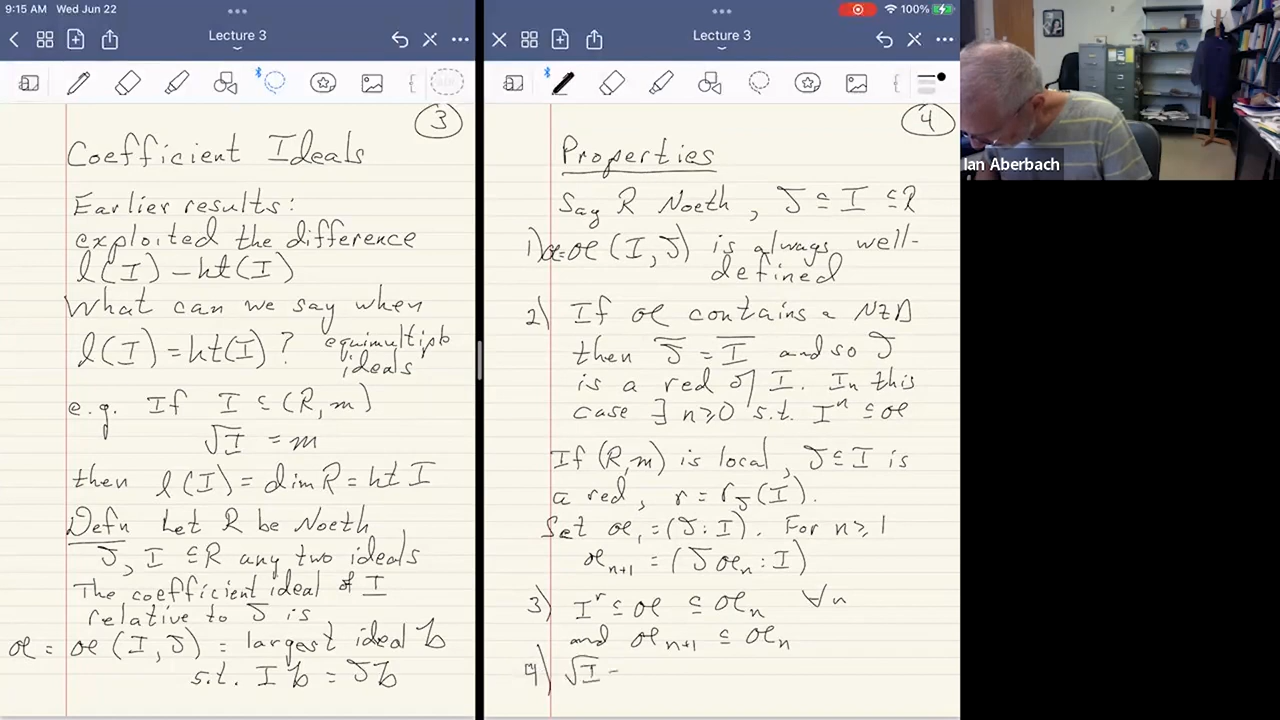 9:15 AM Wed Jun 22
100%
Lecture 3
Lecture 3
3
Coefficient Ideals
Earlier results:
exploited the difference
l(I) - ht(I)
What can we say when
l(I) = ht(I)? equimultiple
ideals
e.g. If I ⊆ (R, m)
√I = m
then l(I) = dim R = ht I
Defn Let R be Noeth
J, I ⊆ R any two ideals
The coefficient ideal of I
relative to J is
𝔞 = 𝔞(I, J) = largest ideal 𝔟
s.t. I𝔟 = J𝔟
4
Properties
Say R Noeth, J ⊆ I ⊆ R
1) 𝔞=𝔞(I, J) is always well-
defined
2) If 𝔞 contains a NZD
then J̅ = I̅ and so J
is a red of I. In this
case ∃ n≥0 s.t. Iⁿ ⊆ 𝔞
If (R, m) is local, J ⊆ I is
a red, r = r_J(I).
Set 𝔞₁ = (J : I). For n ≥ 1
𝔞ₙ₊₁ = (J𝔞ₙ : I)
3) Iʳ ⊆ 𝔞 ⊆ 𝔞ₙ ∀n
and 𝔞ₙ₊₁ ⊆ 𝔞ₙ
4) √I -
Ian Aberbach